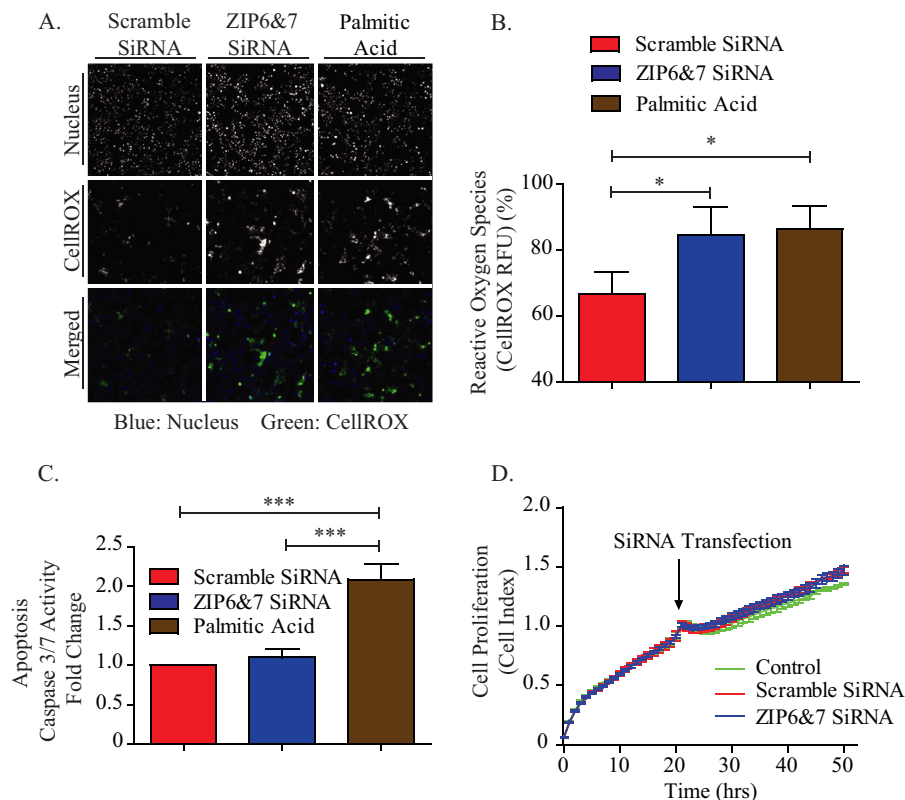 A.
Scramble
SiRNA
ZIP6&7
SiRNA
Palmitic
Acid
Nucleus
CellROX
Merged
Blue: Nucleus Green: CellROX
B.
Scramble SiRNA
ZIP6&7 SiRNA
Palmitic Acid
*
*
Reactive Oxygen Species
(CellROX RFU) (%)
100
80
60
40
C.
***
***
Apoptosis
Caspase 3/7 Activity
Fold Change
2.5
2.0
1.5
1.0
0.5
0
Scramble SiRNA
ZIP6&7 SiRNA
Palmitic Acid
D.
Cell Proliferation
(Cell Index)
2.0
1.5
1.0
0.5
0
SiRNA Transfection
Control
Scramble SiRNA
ZIP6&7 SiRNA
0 10 20 30 40 50
Time (hrs)